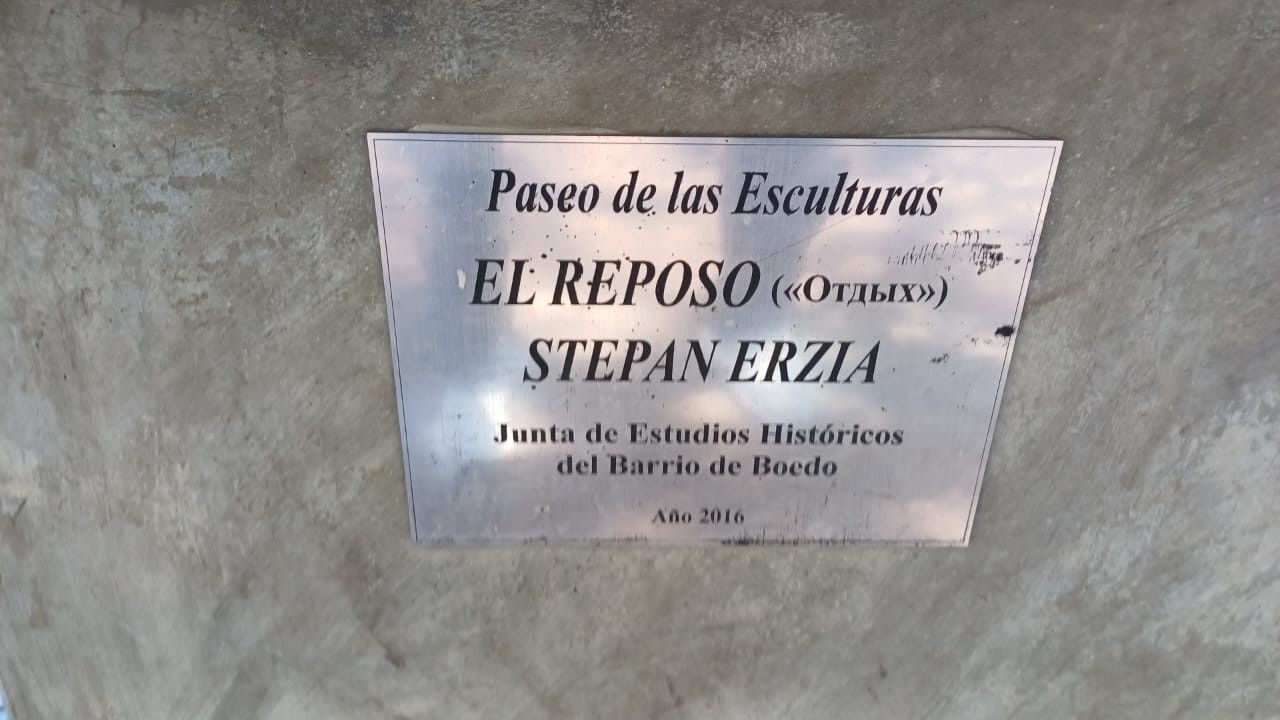 Paseo de las Esculturas
EL REPOSO («Отдых»)
STEPAN ERZIA
Junta de Estudios Históricos
del Barrio de Boedo
Año 2016